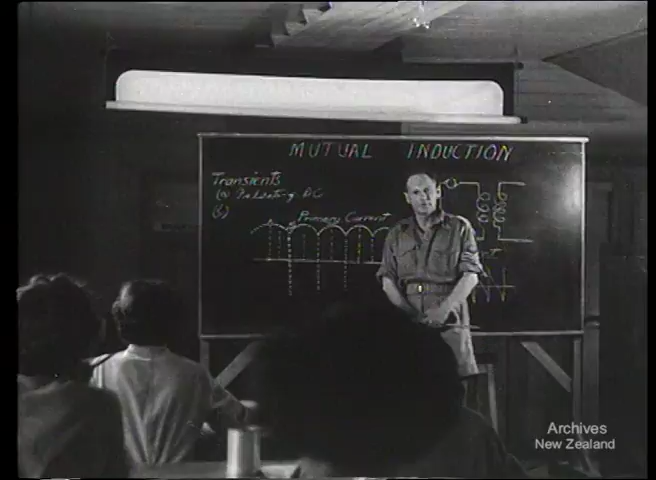 MUTUAL INDUCTION
Transients
(a) Pulsating DC
(b)
Primary Current
Archives
New Zealand